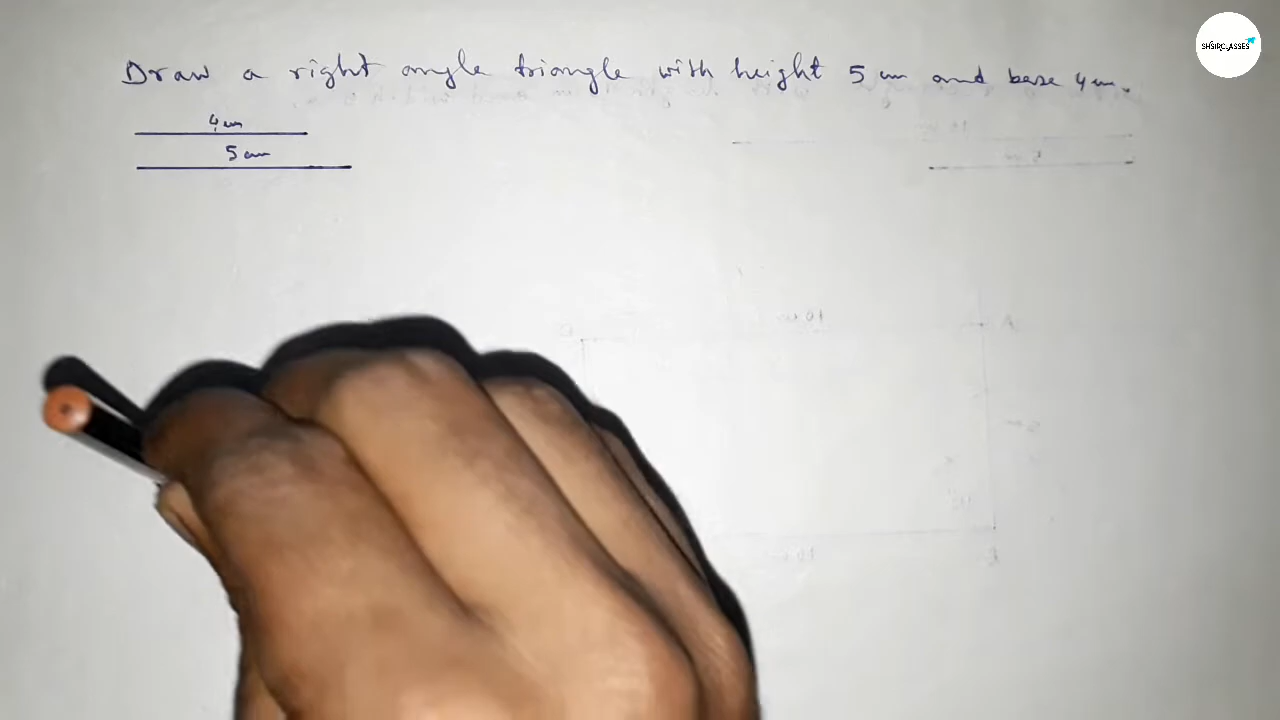 SHSIRCLASSES
Draw a right angle triangle with height 5 cm and base 4 cm.
4 cm
5 cm
A